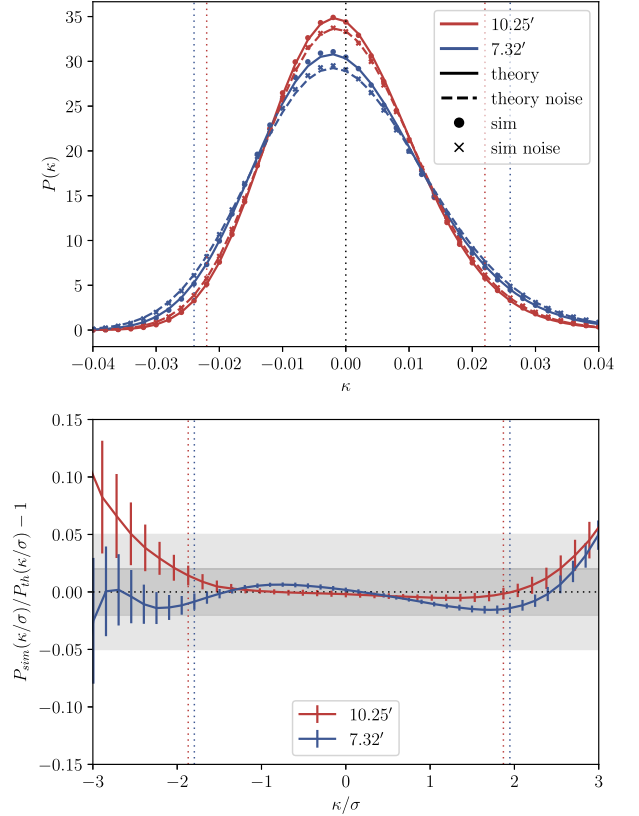 35
30
25
20
15
10
5
0
P(κ)
10.25′
7.32′
theory
theory noise
sim
sim noise
−0.04 −0.03 −0.02 −0.01 0.00 0.01 0.02 0.03 0.04
κ
0.15
0.10
0.05
0.00
−0.05
−0.10
−0.15
P_sim(κ/σ)/P_th(κ/σ) − 1
10.25′
7.32′
−3 −2 −1 0 1 2 3
κ/σ